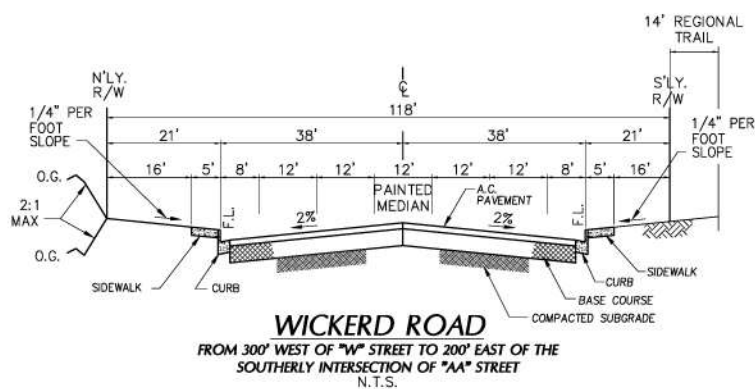 14' REGIONAL
TRAIL
N'LY.
R/W
℄
S'LY.
R/W
1/4" PER
FOOT
SLOPE
118'
1/4" PER
FOOT
SLOPE
21'
38'
38'
21'
16'
5'
8'
12'
12'
12'
12'
12'
8'
5'
16'
O.G.
PAINTED
MEDIAN
A.C.
PAVEMENT
2:1
MAX
F.L.
2%
2%
F.L.
O.G.
SIDEWALK
CURB
SIDEWALK
CURB
BASE COURSE
COMPACTED SUBGRADE
WICKERD ROAD
FROM 300' WEST OF "W" STREET TO 200' EAST OF THE
SOUTHERLY INTERSECTION OF "AA" STREET
N.T.S.